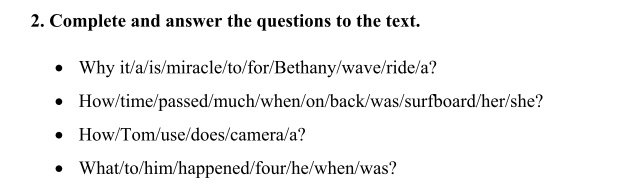 2. Complete and answer the questions to the text.
• Why it/a/is/miracle/to/for/Bethany/wave/ride/a?
• How/time/passed/much/when/on/back/was/surfboard/her/she?
• How/Tom/use/does/camera/a?
• What/to/him/happened/four/he/when/was?